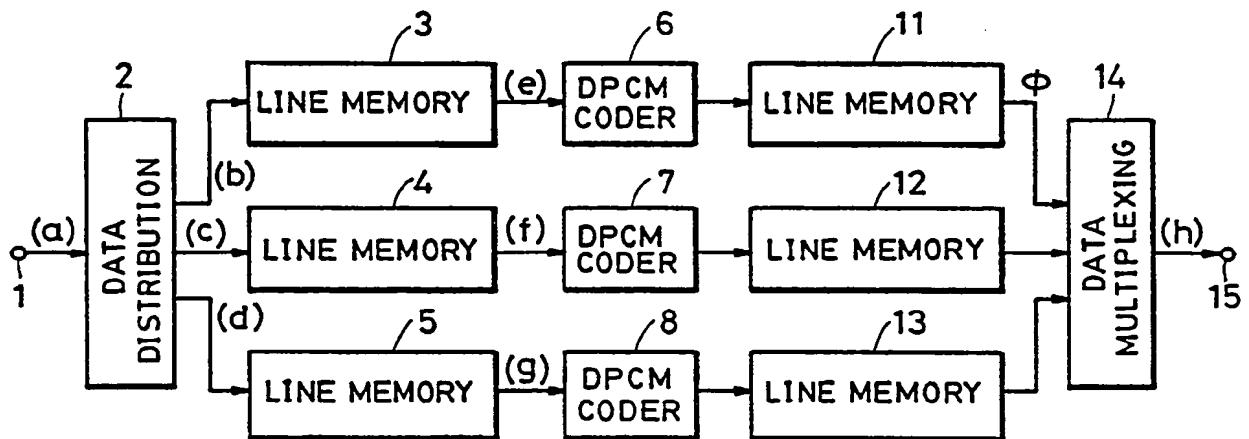 3
6
11
2
LINE MEMORY
(e)
DPCM
CODER
LINE MEMORY
ϕ
14
(b)
4
7
12
(a)
DATA
DISTRIBUTION
(c)
LINE MEMORY
(f)
DPCM
CODER
LINE MEMORY
DATA
MULTIPLEXING
(h)
1
15
(d)
5
8
13
LINE MEMORY
(g)
DPCM
CODER
LINE MEMORY